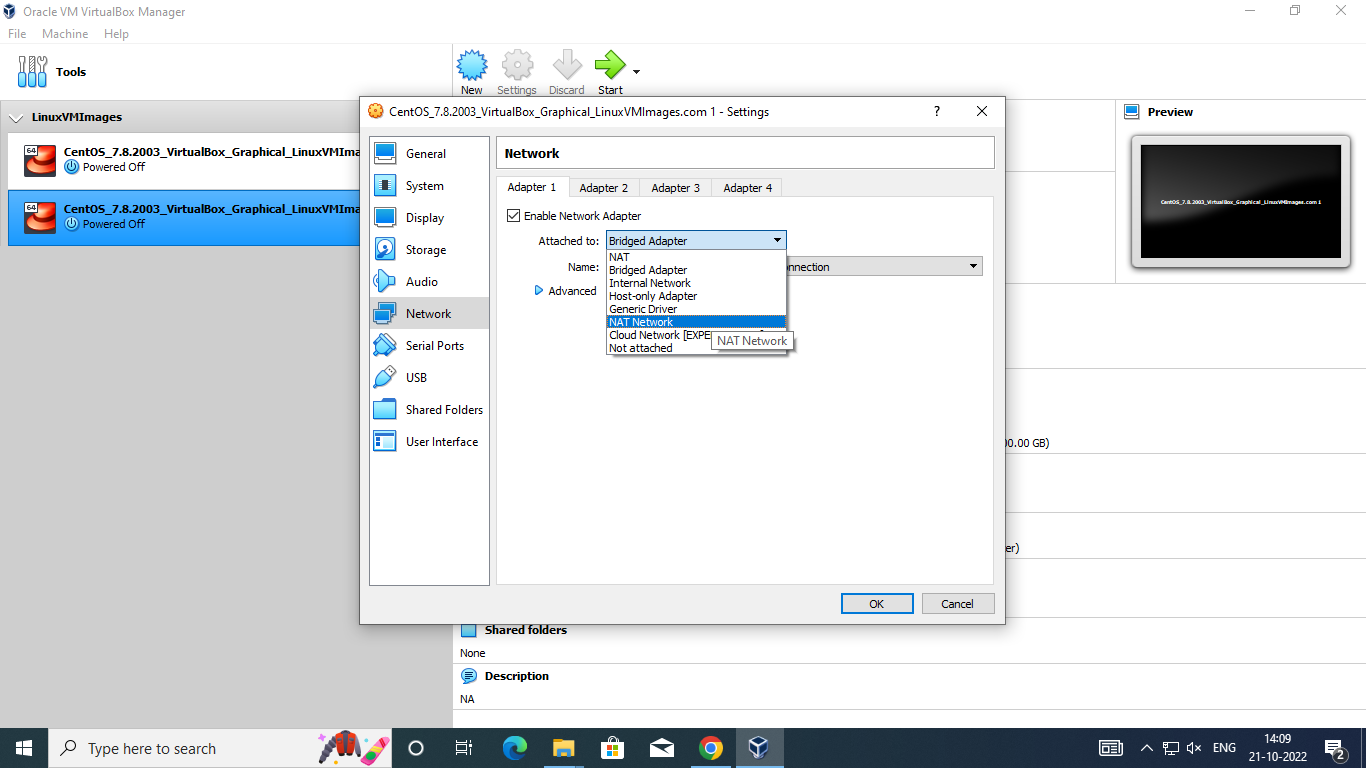 Oracle VM VirtualBox Manager
File Machine Help
Tools
New Settings Discard Start
LinuxVMImages
64
CentOS_7.8.2003_VirtualBox_Graphical_LinuxVMIma
Powered Off
64
CentOS_7.8.2003_VirtualBox_Graphical_LinuxVMIma
Powered Off
CentOS_7.8.2003_VirtualBox_Graphical_LinuxVMImages.com 1 - Settings
?
General
System
Display
Storage
Audio
Network
Serial Ports
USB
Shared Folders
User Interface
Network
Adapter 1 Adapter 2 Adapter 3 Adapter 4
Enable Network Adapter
Attached to: Bridged Adapter
Name: nnection
Advanced
NAT
Bridged Adapter
Internal Network
Host-only Adapter
Generic Driver
NAT Network
Cloud Network [EXPE
Not attached
NAT Network
OK Cancel
Preview
CentOS_7.8.2003_VirtualBox_Graphical_LinuxVMImages.com 1
00.00 GB)
er)
Shared folders
None
Description
NA
Type here to search
ENG
14:09
21-10-2022
2